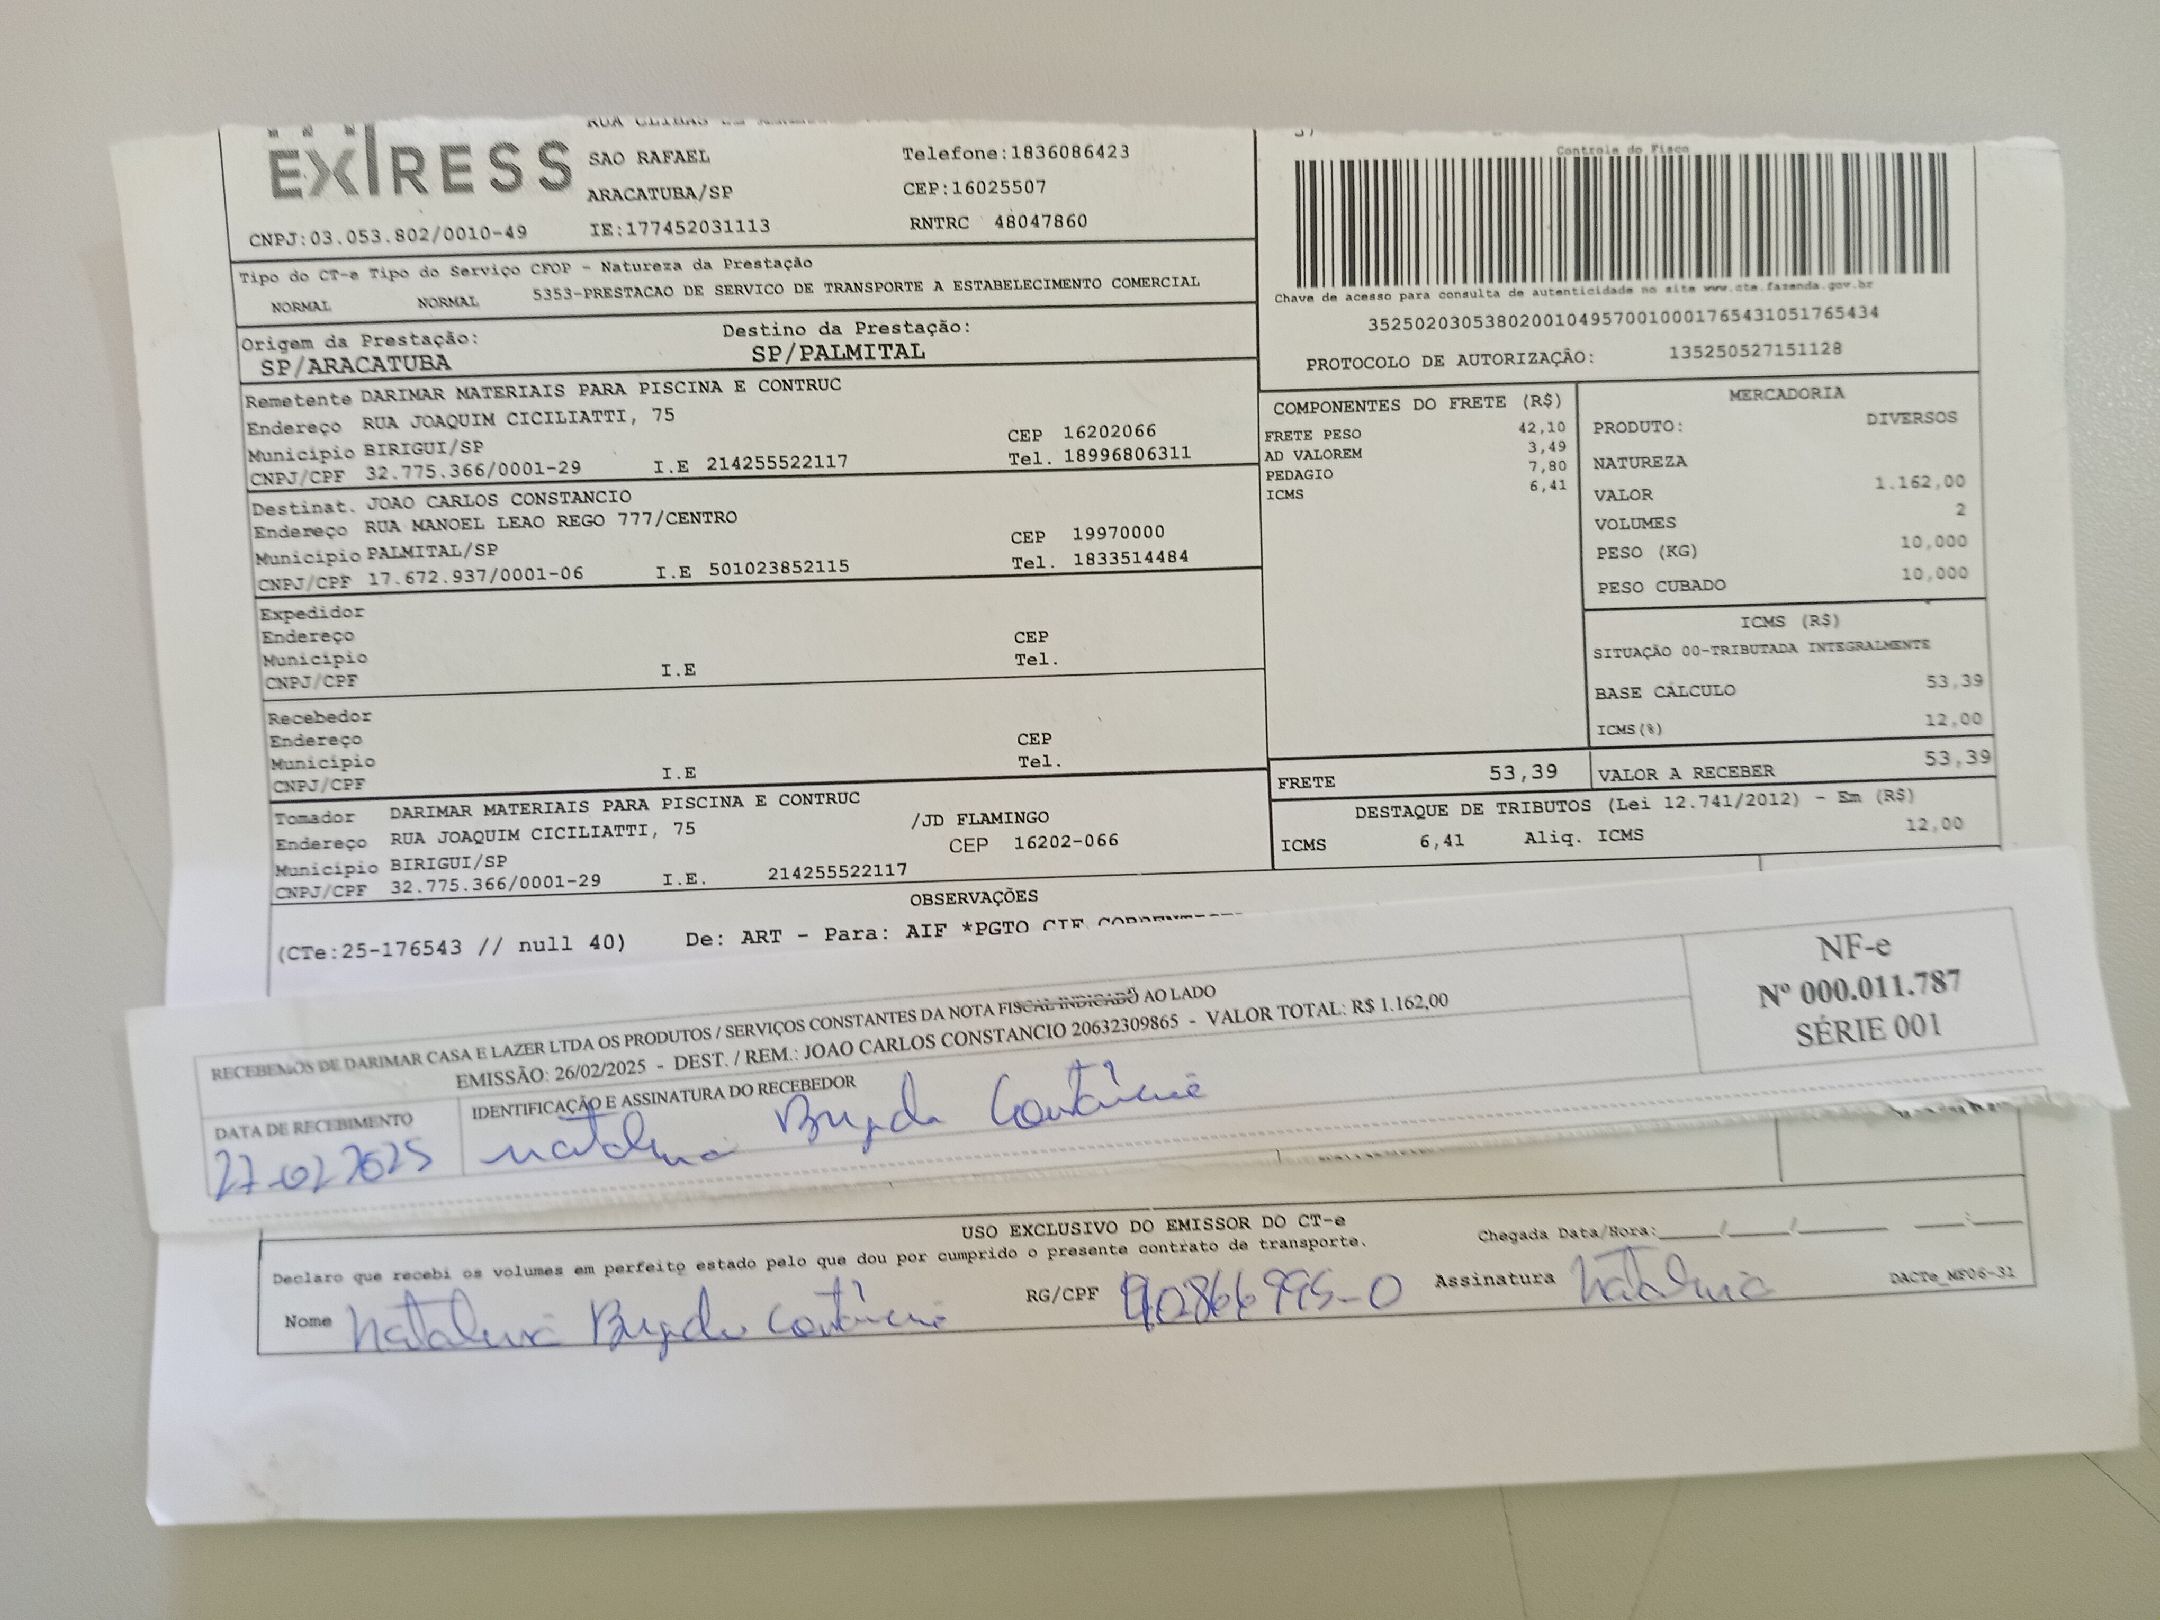 EXPRESS
SAO RAFAEL Telefone:1836086423
ARACATUBA/SP CEP:16025507
CNPJ:03.053.802/0010-49 IE:177452031113 RNTRC 48047860
Controle do Fisco
Tipo do CT-e Tipo do Serviço CFOP - Natureza da Prestação
NORMAL NORMAL 5353-PRESTACAO DE SERVICO DE TRANSPORTE A ESTABELECIMENTO COMERCIAL
Chave de acesso para consulta de autenticidade no site www.cte.fazenda.gov.br
35250203053802001049570010001765431051765434
PROTOCOLO DE AUTORIZAÇÃO: 135250527151128
Origem da Prestação: Destino da Prestação:
SP/ARACATUBA SP/PALMITAL
Remetente DARIMAR MATERIAIS PARA PISCINA E CONTRUC
Endereço RUA JOAQUIM CICILIATTI, 75
Municipio BIRIGUI/SP CEP 16202066
CNPJ/CPF 32.775.366/0001-29 I.E 214255522117 Tel. 18996806311
Destinat. JOAO CARLOS CONSTANCIO
Endereço RUA MANOEL LEAO REGO 777/CENTRO
Municipio PALMITAL/SP CEP 19970000
CNPJ/CPF 17.672.937/0001-06 I.E 501023852115 Tel. 1833514484
Expedidor
Endereço
Municipio CEP
CNPJ/CPF I.E Tel.
Recebedor
Endereço
Municipio CEP
CNPJ/CPF I.E Tel.
Tomador DARIMAR MATERIAIS PARA PISCINA E CONTRUC
Endereço RUA JOAQUIM CICILIATTI, 75 /JD FLAMINGO
Municipio BIRIGUI/SP CEP 16202-066
CNPJ/CPF 32.775.366/0001-29 I.E. 214255522117
COMPONENTES DO FRETE (R$)
FRETE PESO 42,10
AD VALOREM 3,49
PEDAGIO 7,80
ICMS 6,41
MERCADORIA
PRODUTO: DIVERSOS
NATUREZA
VALOR 1.162,00
VOLUMES 2
PESO (KG) 10,000
PESO CUBADO 10,000
ICMS (R$)
SITUAÇÃO 00-TRIBUTADA INTEGRALMENTE
BASE CÁLCULO 53,39
ICMS(%) 12,00
FRETE 53,39 VALOR A RECEBER 53,39
DESTAQUE DE TRIBUTOS (Lei 12.741/2012) - Em (R$)
ICMS 6,41 Aliq. ICMS 12,00
OBSERVAÇÕES
(CTe:25-176543 // null 40) De: ART - Para: AIF *PGTO CIF
RECEBEMOS DE DARIMAR CASA E LAZER LTDA OS PRODUTOS / SERVIÇOS CONSTANTES DA NOTA FISCAL INDICADO AO LADO
EMISSÃO: 26/02/2025 - DEST. / REM.: JOAO CARLOS CONSTANCIO 20632309865 - VALOR TOTAL: R$ 1.162,00
NF-e
Nº 000.011.787
SÉRIE 001
DATA DE RECEBIMENTO IDENTIFICAÇÃO E ASSINATURA DO RECEBEDOR
27-02 2025
USO EXCLUSIVO DO EMISSOR DO CT-e
Declaro que recebi os volumes em perfeito estado pelo que dou por cumprido o presente contrato de transporte. Chegada Data/Hora:____/____/____ ____:____
Nome RG/CPF 40866995-0 Assinatura DACTe_MF06-31